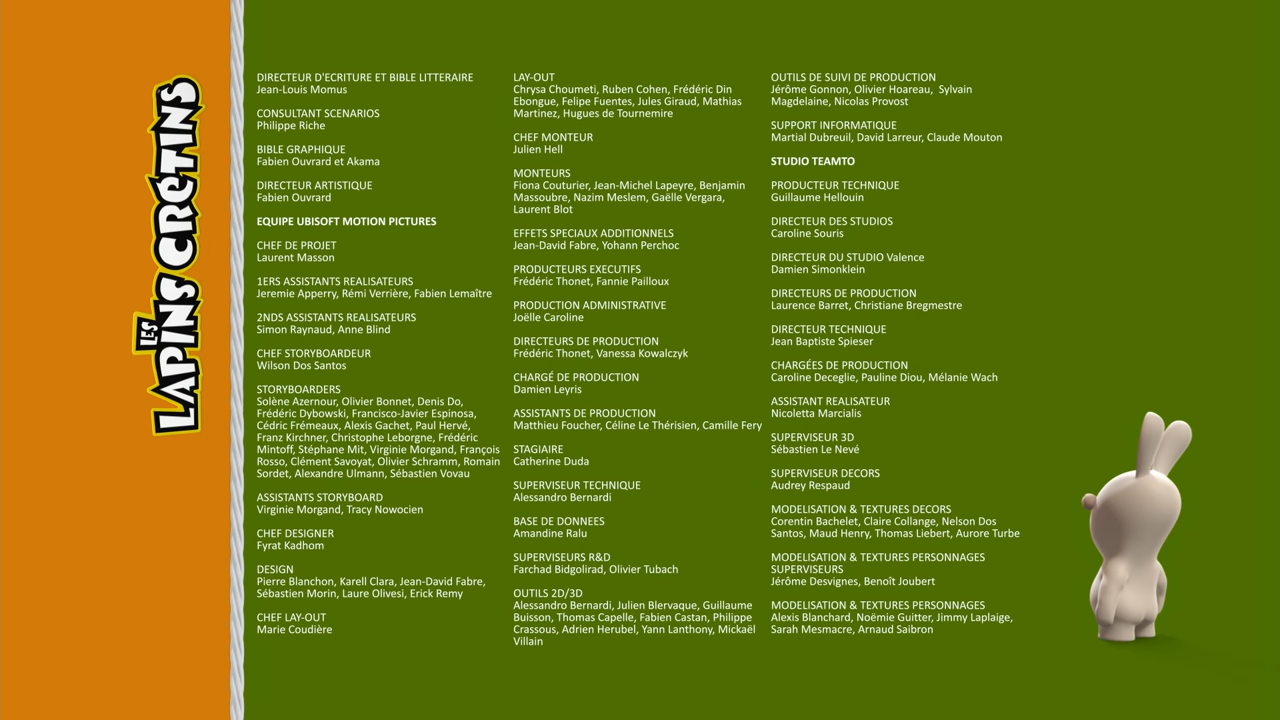 LES
LAPINS CRÉTINS
DIRECTEUR D'ECRITURE ET BIBLE LITTERAIRE
Jean-Louis Momus
CONSULTANT SCENARIOS
Philippe Riche
BIBLE GRAPHIQUE
Fabien Ouvrard et Akama
DIRECTEUR ARTISTIQUE
Fabien Ouvrard
EQUIPE UBISOFT MOTION PICTURES
CHEF DE PROJET
Laurent Masson
1ERS ASSISTANTS REALISATEURS
Jeremie Apperry, Rémi Verrière, Fabien Lemaître
2NDS ASSISTANTS REALISATEURS
Simon Raynaud, Anne Blind
CHEF STORYBOARDEUR
Wilson Dos Santos
STORYBOARDERS
Solène Azernour, Olivier Bonnet, Denis Do,
Frédéric Dybowski, Francisco-Javier Espinosa,
Cédric Frémeaux, Alexis Gachet, Paul Hervé,
Franz Kirchner, Christophe Leborgne, Frédéric
Mintoff, Stéphane Mit, Virginie Morgand, François
Rosso, Clément Savoyat, Olivier Schramm, Romain
Sordet, Alexandre Ulmann, Sébastien Vovau
ASSISTANTS STORYBOARD
Virginie Morgand, Tracy Nowocien
CHEF DESIGNER
Fyrat Kadhom
DESIGN
Pierre Blanchon, Karell Clara, Jean-David Fabre,
Sébastien Morin, Laure Olivesi, Erick Remy
CHEF LAY-OUT
Marie Coudière
LAY-OUT
Chrysa Choumeti, Ruben Cohen, Frédéric Din
Ebongue, Felipe Fuentes, Jules Giraud, Mathias
Martinez, Hugues de Tournemire
CHEF MONTEUR
Julien Hell
MONTEURS
Fiona Couturier, Jean-Michel Lapeyre, Benjamin
Massoubre, Nazim Meslem, Gaëlle Vergara,
Laurent Blot
EFFETS SPECIAUX ADDITIONNELS
Jean-David Fabre, Yohann Perchoc
PRODUCTEURS EXECUTIFS
Frédéric Thonet, Fannie Pailloux
PRODUCTION ADMINISTRATIVE
Joëlle Caroline
DIRECTEURS DE PRODUCTION
Frédéric Thonet, Vanessa Kowalczyk
CHARGÉ DE PRODUCTION
Damien Leyris
ASSISTANTS DE PRODUCTION
Matthieu Foucher, Céline Le Thérisien, Camille Fery
STAGIAIRE
Catherine Duda
SUPERVISEUR TECHNIQUE
Alessandro Bernardi
BASE DE DONNEES
Amandine Ralu
SUPERVISEURS R&D
Farchad Bidgolirad, Olivier Tubach
OUTILS 2D/3D
Alessandro Bernardi, Julien Blervaque, Guillaume
Buisson, Thomas Capelle, Fabien Castan, Philippe
Crassous, Adrien Herubel, Yann Lanthony, Mickaël
Villain
OUTILS DE SUIVI DE PRODUCTION
Jérôme Gonnon, Olivier Hoareau, Sylvain
Magdelaine, Nicolas Provost
SUPPORT INFORMATIQUE
Martial Dubreuil, David Larreur, Claude Mouton
STUDIO TEAMTO
PRODUCTEUR TECHNIQUE
Guillaume Hellouin
DIRECTEUR DES STUDIOS
Caroline Souris
DIRECTEUR DU STUDIO Valence
Damien Simonklein
DIRECTEURS DE PRODUCTION
Laurence Barret, Christiane Bregmestre
DIRECTEUR TECHNIQUE
Jean Baptiste Spieser
CHARGÉES DE PRODUCTION
Caroline Deceglie, Pauline Diou, Mélanie Wach
ASSISTANT REALISATEUR
Nicoletta Marcialis
SUPERVISEUR 3D
Sébastien Le Nevé
SUPERVISEUR DECORS
Audrey Respaud
MODELISATION & TEXTURES DECORS
Corentin Bachelet, Claire Collange, Nelson Dos
Santos, Maud Henry, Thomas Liebert, Aurore Turbe
MODELISATION & TEXTURES PERSONNAGES
SUPERVISEURS
Jérôme Desvignes, Benoît Joubert
MODELISATION & TEXTURES PERSONNAGES
Alexis Blanchard, Noëmie Guitter, Jimmy Laplaige,
Sarah Mesmacre, Arnaud Saibron